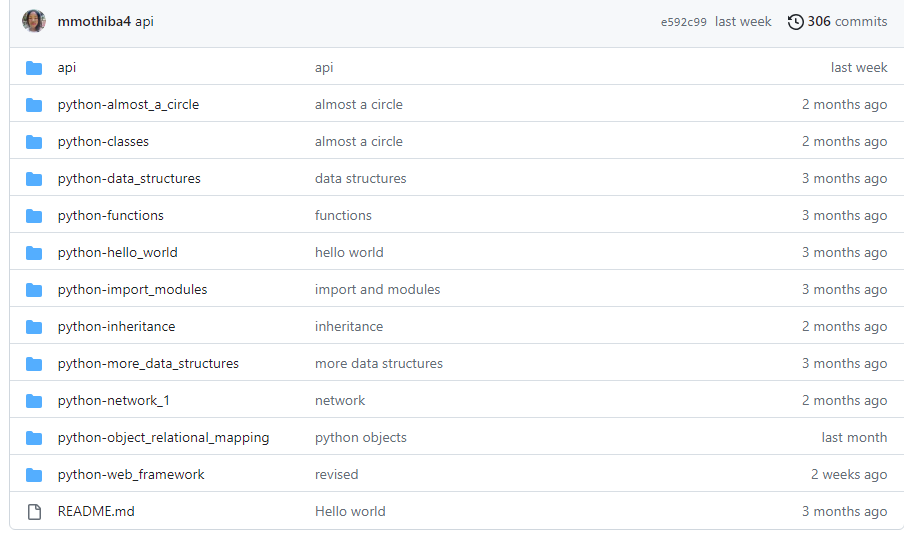 mmothiba4 api e592c99 last week 306 commits
api api last week
python-almost_a_circle almost a circle 2 months ago
python-classes almost a circle 2 months ago
python-data_structures data structures 3 months ago
python-functions functions 3 months ago
python-hello_world hello world 3 months ago
python-import_modules import and modules 3 months ago
python-inheritance inheritance 2 months ago
python-more_data_structures more data structures 3 months ago
python-network_1 network 2 months ago
python-object_relational_mapping python objects last month
python-web_framework revised 2 weeks ago
README.md Hello world 3 months ago